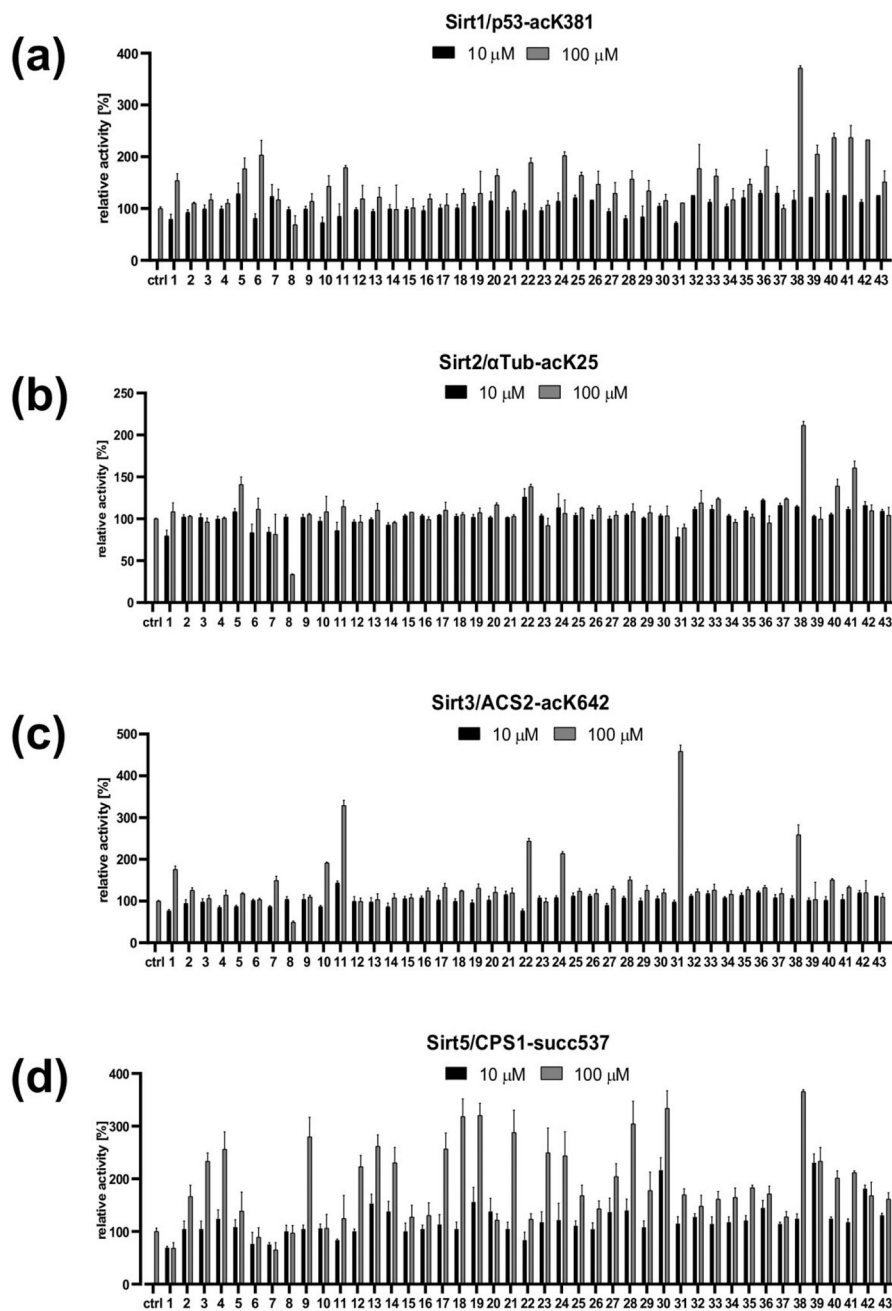 (a)
Sirt1/p53-acK381
10 μM 100 μM
relative activity [%]
400
300
200
100
0
ctrl 1 2 3 4 5 6 7 8 9 10 11 12 13 14 15 16 17 18 19 20 21 22 23 24 25 26 27 28 29 30 31 32 33 34 35 36 37 38 39 40 41 42 43
(b)
Sirt2/αTub-acK25
10 μM 100 μM
relative activity [%]
250
200
150
100
50
0
ctrl 1 2 3 4 5 6 7 8 9 10 11 12 13 14 15 16 17 18 19 20 21 22 23 24 25 26 27 28 29 30 31 32 33 34 35 36 37 38 39 40 41 42 43
(c)
Sirt3/ACS2-acK642
10 μM 100 μM
relative activity [%]
500
400
300
200
100
0
ctrl 1 2 3 4 5 6 7 8 9 10 11 12 13 14 15 16 17 18 19 20 21 22 23 24 25 26 27 28 29 30 31 32 33 34 35 36 37 38 39 40 41 42 43
(d)
Sirt5/CPS1-succ537
10 μM 100 μM
relative activity [%]
400
300
200
100
0
ctrl 1 2 3 4 5 6 7 8 9 10 11 12 13 14 15 16 17 18 19 20 21 22 23 24 25 26 27 28 29 30 31 32 33 34 35 36 37 38 39 40 41 42 43